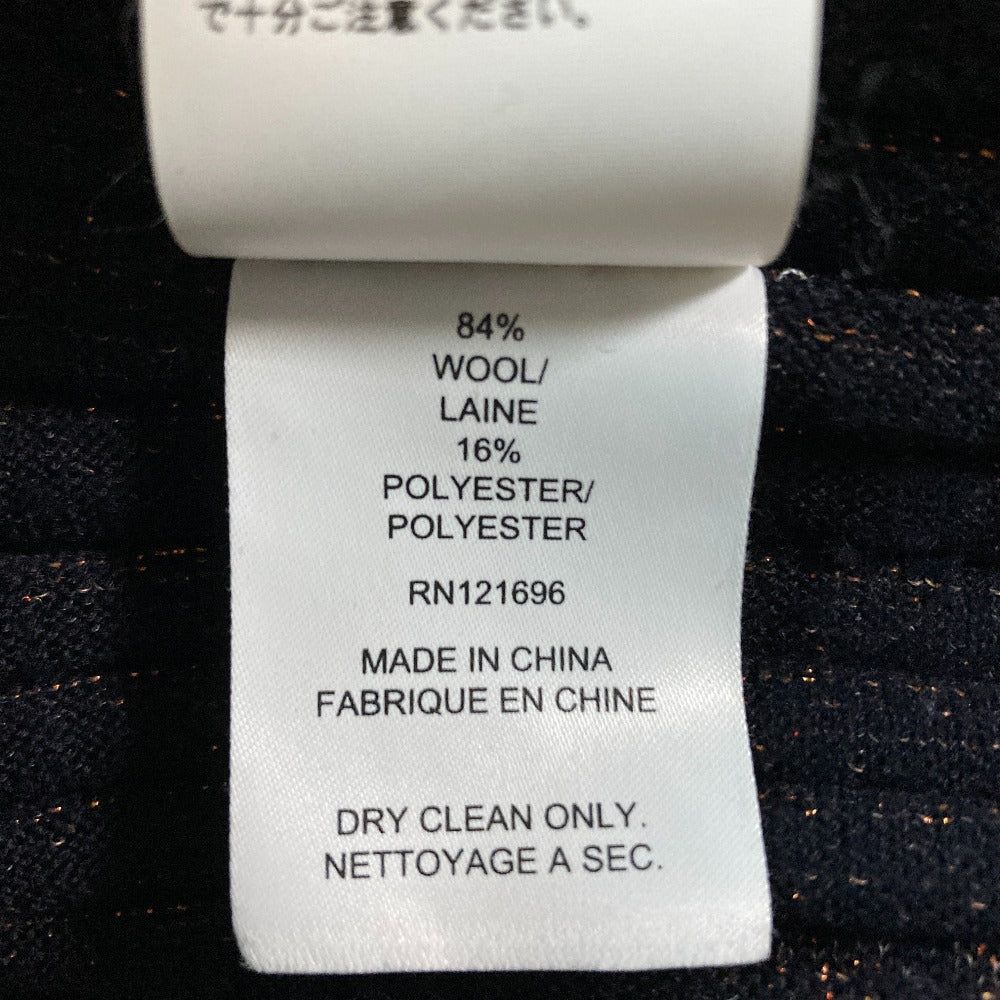 で十分ご注意ください。
84%
WOOL/
LAINE
16%
POLYESTER/
POLYESTER
RN121696
MADE IN CHINA
FABRIQUE EN CHINE
DRY CLEAN ONLY.
NETTOYAGE A SEC.